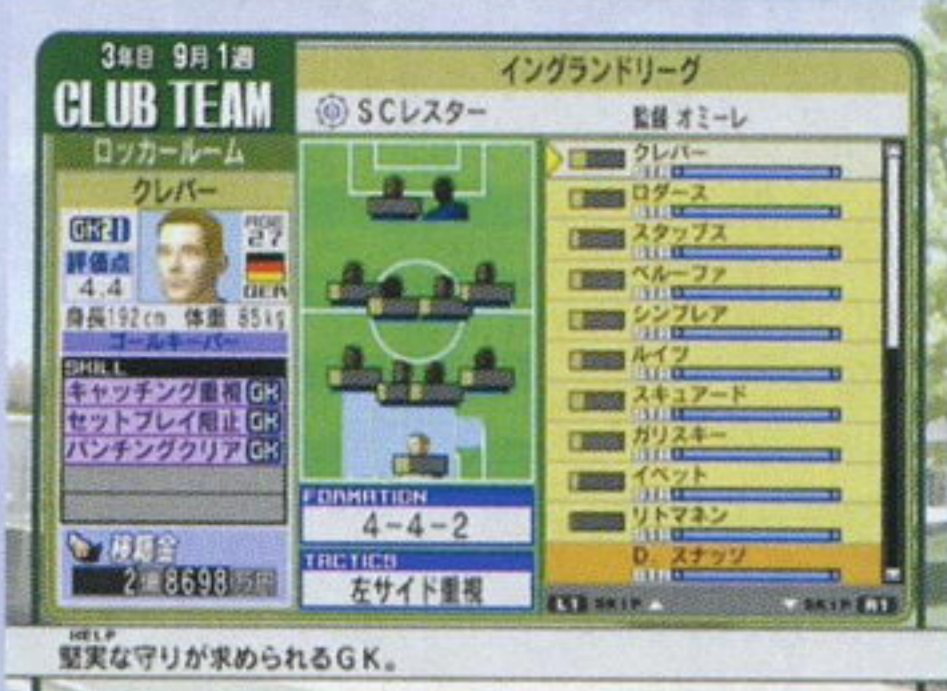 3年目 9月1週
CLUB TEAM
イングランドリーグ
SCレスター
監督 オミーレ
ロッカールーム
クレバー
GK21
AGE
27
評価点
4.4
GER
身長192cm 体重 85kg
ゴールキーパー
SKILL
キャッチング重視 GK
セットプレイ阻止 GK
パンチングクリア GK
移籍金
2億8698万円
FORMATION
4-4-2
TACTICS
左サイド重視
クレバー
ロダース
スタッブス
ベルーファ
シンプレア
ルイツ
スキュアード
ガリスキー
イペット
リトマネン
D. スナッソ
L1 SKIP SKIP R1
HELP
堅実な守りが求められるGK。